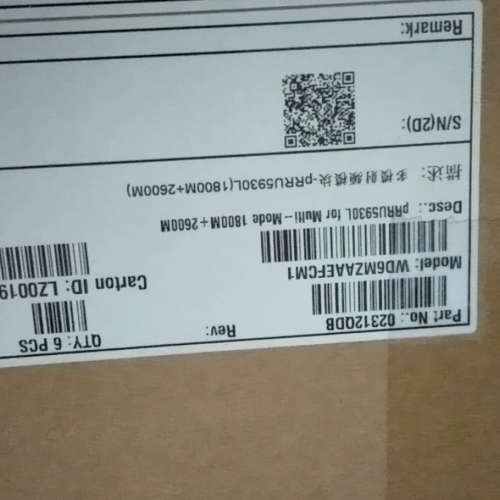 Part No.: 02312QDB
Rev:
QTY: 6 PCS
Model: WD6MZAAEFCM1
Carton ID: LZ0019
Desc.: pRRU5930L for Multi-Mode 1800M+2600M
描述: 多模射频模块-pRRU5930L(1800M+2600M)
S/N(2D):
Remark: